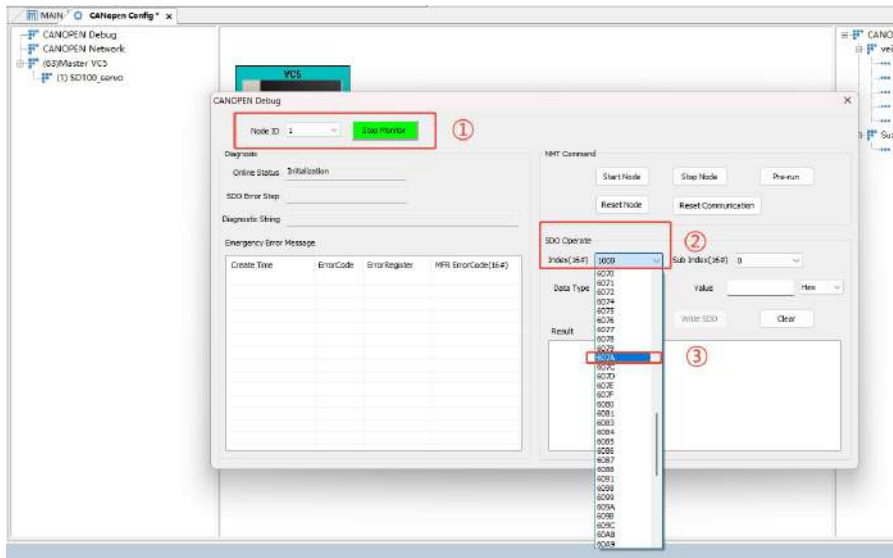 MAIN CANopen Config * x
CANOPEN Debug
CANOPEN Network
(63)Master VC5
(1) SD100_servo
CANO
vei
Su
VC5
CANOPEN Debug
Node ID 1 Stop Monitor ①
Diagnosis
Online Status Initialization
SDO Error Step
Diagnostic String
Emergency Error Message
Create Time ErrorCode ErrorRegister MFR ErrorCode(16#)
NMT Command
Start Node Stop Node Pre-run
Reset Node Reset Communication
②
SDO Operate
Index(16#) 1000 Sub Index(16#) 0
Data Type Value Hex
Write SDO Clear
Result
6070
6071
6072
6074
6075
6076
6077
6078
6079
607A ③
607C
607D
607E
607F
6080
6081
6083
6084
6085
6086
6087
6088
6091
6098
6099
609A
609B
609C
60A8
60A9